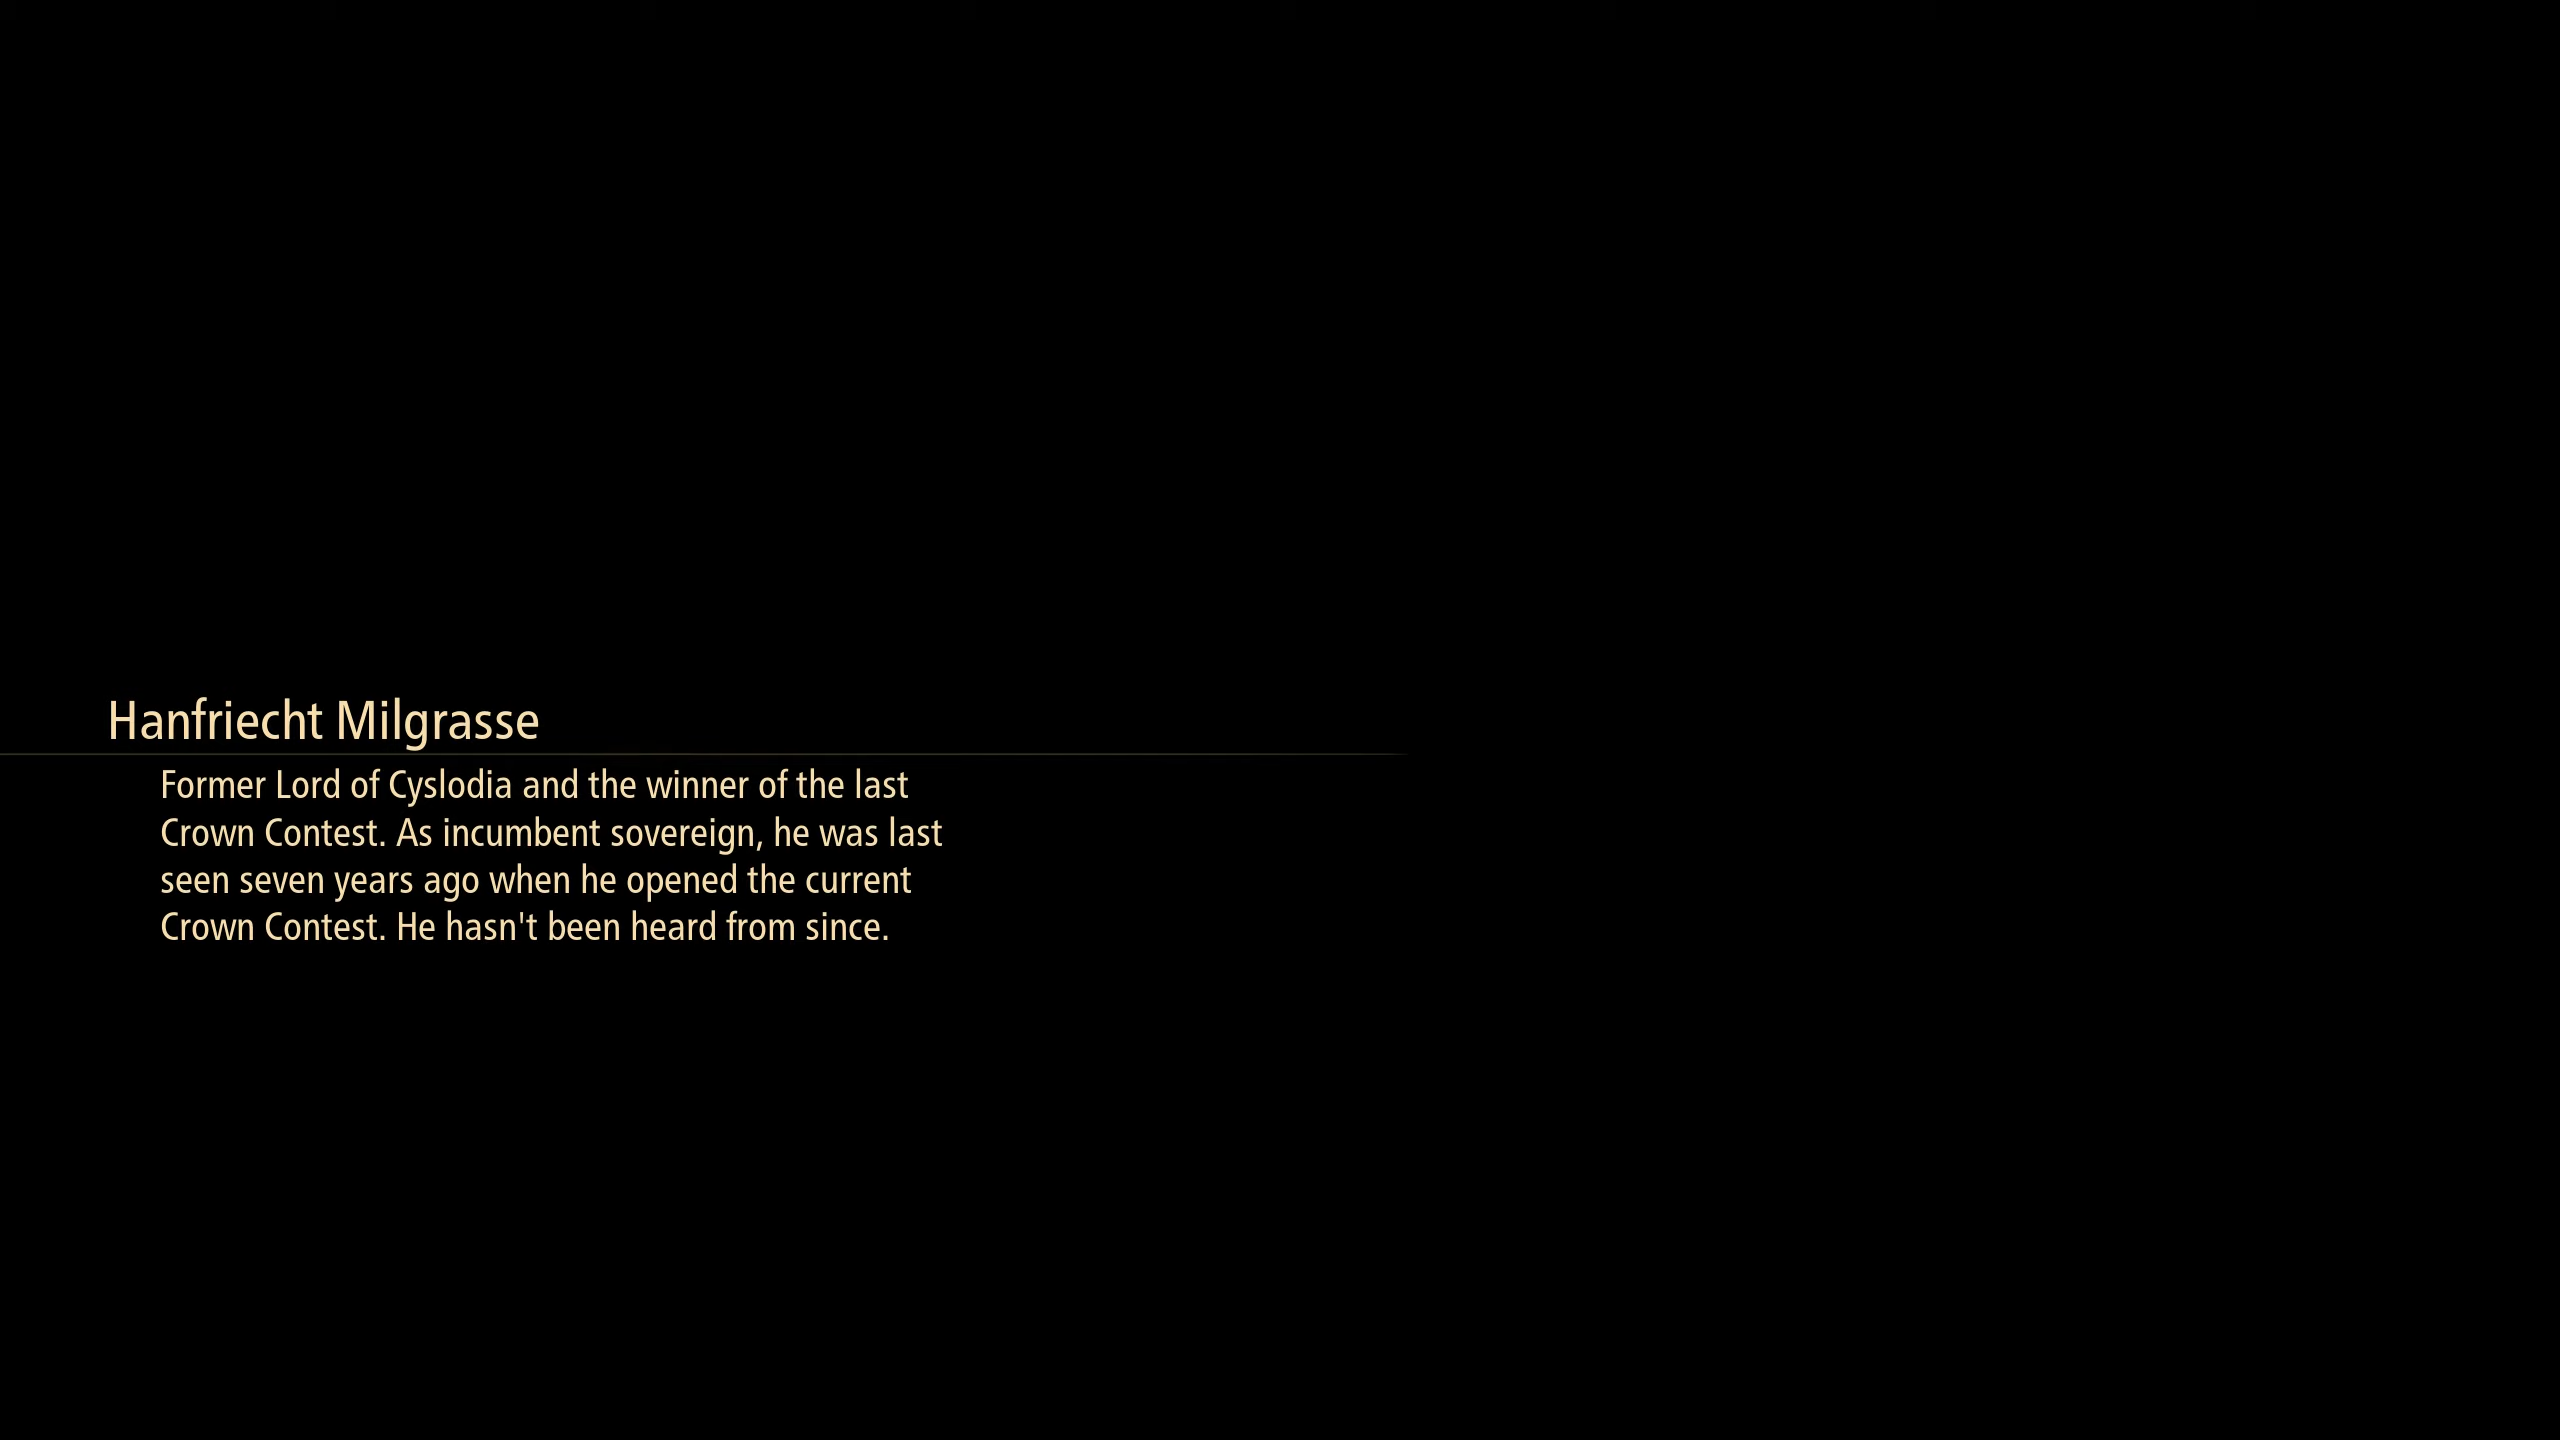 Hanfriecht Milgrasse
Former Lord of Cyslodia and the winner of the last
Crown Contest. As incumbent sovereign, he was last
seen seven years ago when he opened the current
Crown Contest. He hasn't been heard from since.